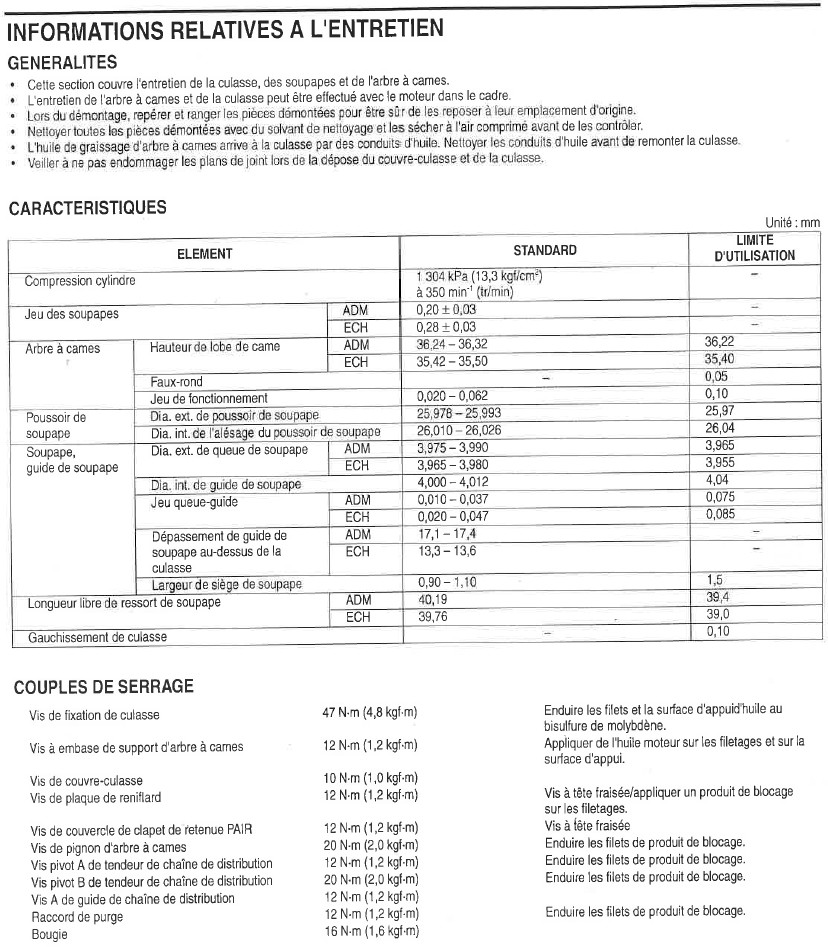 INFORMATIONS RELATIVES A L'ENTRETIEN
GENERALITES
• Cette section couvre l'entretien de la culasse, des soupapes et de l'arbre à cames.
• L'entretien de l'arbre à cames et de la culasse peut être effectué avec le moteur dans le cadre.
• Lors du démontage, repérer et ranger les pièces démontées pour être sûr de les reposer à leur emplacement d'origine.
• Nettoyer toutes les pièces démontées avec du solvant de nettoyage et les sécher à l'air comprimé avant de les contrôler.
• L'huile de graissage d'arbre à cames arrive à la culasse par des conduits d'huile. Nettoyer les conduits d'huile avant de remonter la culasse.
• Veiller à ne pas endommager les plans de joint lors de la dépose du couvre-culasse et de la culasse.
CARACTERISTIQUES
Unité : mm
ELEMENT STANDARD LIMITE
D'UTILISATION
Compression cylindre 1 304 kPa (13,3 kgf/cm²) –
à 350 min⁻¹ (tr/min)
Jeu des soupapes ADM 0,20 ± 0,03 –
ECH 0,28 ± 0,03 –
Arbre à cames Hauteur de lobe de came ADM 36,24 – 36,32 36,22
ECH 35,42 – 35,50 35,40
Faux-rond – 0,05
Jeu de fonctionnement 0,020 – 0,062 0,10
Poussoir de Dia. ext. de poussoir de soupape 25,978 – 25,993 25,97
soupape Dia. int. de l'alésage du poussoir de soupape 26,010 – 26,026 26,04
Soupape, Dia. ext. de queue de soupape ADM 3,975 – 3,990 3,965
guide de soupape ECH 3,965 – 3,980 3,955
Dia. int. de guide de soupape 4,000 – 4,012 4,04
Jeu queue-guide ADM 0,010 – 0,037 0,075
ECH 0,020 – 0,047 0,085
Dépassement de guide de ADM 17,1 – 17,4 –
soupape au-dessus de la ECH 13,3 – 13,6 –
culasse
Largeur de siège de soupape 0,90 – 1,10 1,5
Longueur libre de ressort de soupape ADM 40,19 39,4
ECH 39,76 39,0
Gauchissement de culasse – 0,10
COUPLES DE SERRAGE
Vis de fixation de culasse 47 N·m (4,8 kgf·m) Enduire les filets et la surface d'appuid'huile au
bisulfure de molybdène.
Vis à embase de support d'arbre à cames 12 N·m (1,2 kgf·m) Appliquer de l'huile moteur sur les filetages et sur la
surface d'appui.
Vis de couvre-culasse 10 N·m (1,0 kgf·m)
Vis de plaque de reniflard 12 N·m (1,2 kgf·m) Vis à tête fraisée/appliquer un produit de blocage
sur les filetages.
Vis de couvercle de clapet de retenue PAIR 12 N·m (1,2 kgf·m) Vis à tête fraisée
Vis de pignon d'arbre à cames 20 N·m (2,0 kgf·m) Enduire les filets de produit de blocage.
Vis pivot A de tendeur de chaîne de distribution 12 N·m (1,2 kgf·m) Enduire les filets de produit de blocage.
Vis pivot B de tendeur de chaîne de distribution 20 N·m (2,0 kgf·m) Enduire les filets de produit de blocage.
Vis A de guide de chaîne de distribution 12 N·m (1,2 kgf·m)
Raccord de purge 12 N·m (1,2 kgf·m) Enduire les filets de produit de blocage.
Bougie 16 N·m (1,6 kgf·m)